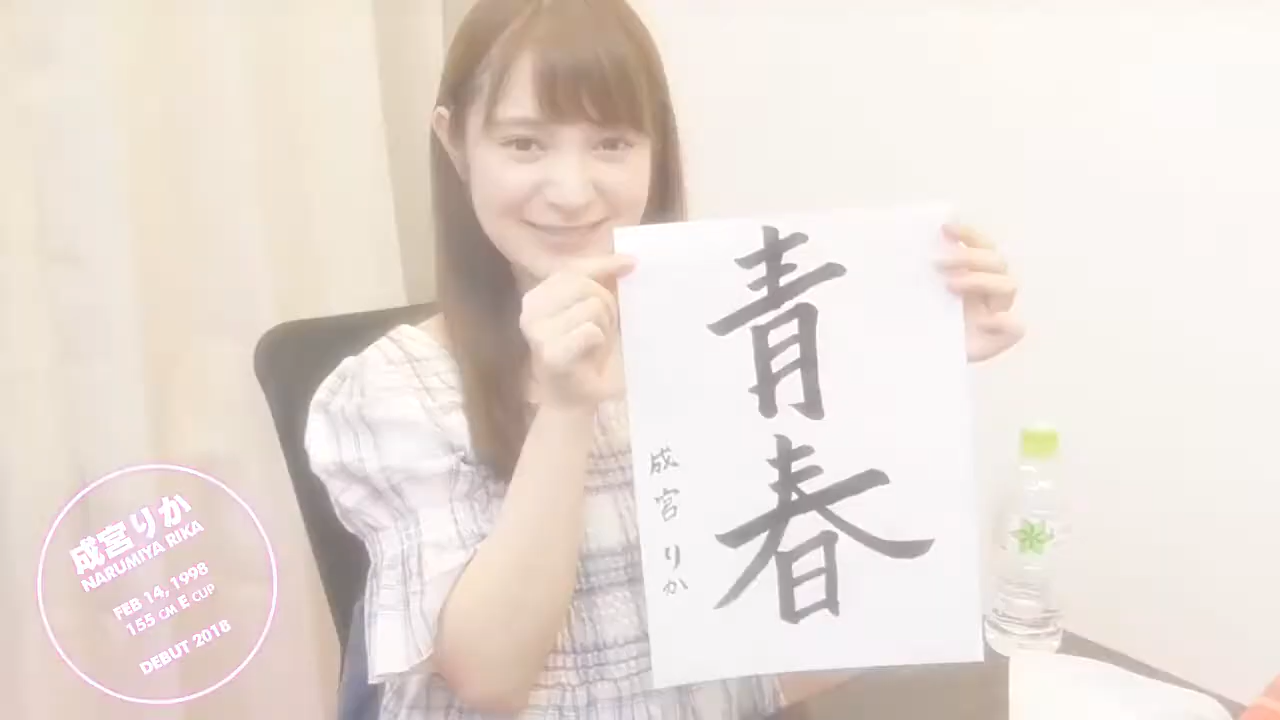 青春
成宮りか
成宮りか
NARUMIYA RIKA
FEB 14, 1998
155 CM E CUP
DEBUT 2018